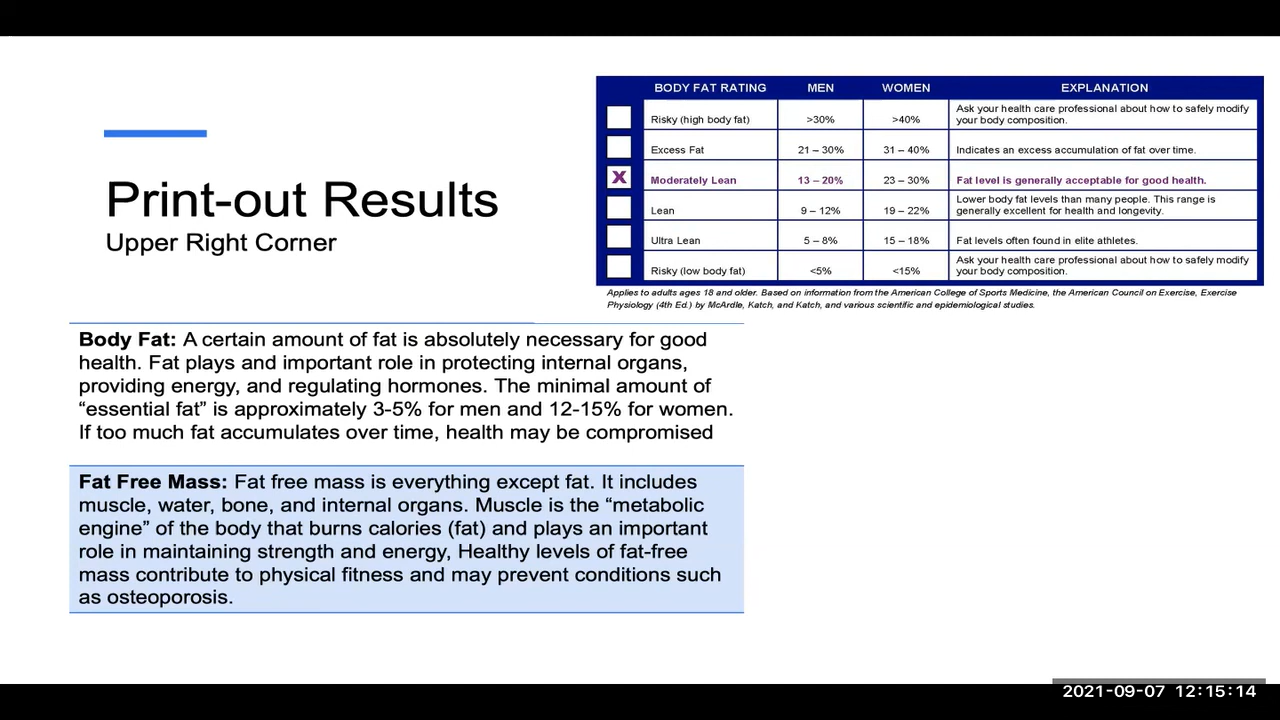 Print-out Results
Upper Right Corner
BODY FAT RATING MEN WOMEN EXPLANATION
Risky (high body fat) >30% >40% Ask your health care professional about how to safely modify
your body composition.
Excess Fat 21 – 30% 31 – 40% Indicates an excess accumulation of fat over time.
X Moderately Lean 13 – 20% 23 – 30% Fat level is generally acceptable for good health.
Lean 9 – 12% 19 – 22% Lower body fat levels than many people. This range is
generally excellent for health and longevity.
Ultra Lean 5 – 8% 15 – 18% Fat levels often found in elite athletes.
Risky (low body fat) <5% <15% Ask your health care professional about how to safely modify
your body composition.
Applies to adults ages 18 and older. Based on information from the American College of Sports Medicine, the American Council on Exercise, Exercise
Physiology (4th Ed.) by McArdle, Katch, and Katch, and various scientific and epidemiological studies.
Body Fat: A certain amount of fat is absolutely necessary for good
health. Fat plays and important role in protecting internal organs,
providing energy, and regulating hormones. The minimal amount of
“essential fat” is approximately 3-5% for men and 12-15% for women.
If too much fat accumulates over time, health may be compromised
Fat Free Mass: Fat free mass is everything except fat. It includes
muscle, water, bone, and internal organs. Muscle is the “metabolic
engine” of the body that burns calories (fat) and plays an important
role in maintaining strength and energy, Healthy levels of fat-free
mass contribute to physical fitness and may prevent conditions such
as osteoporosis.
2021-09-07 12:15:14